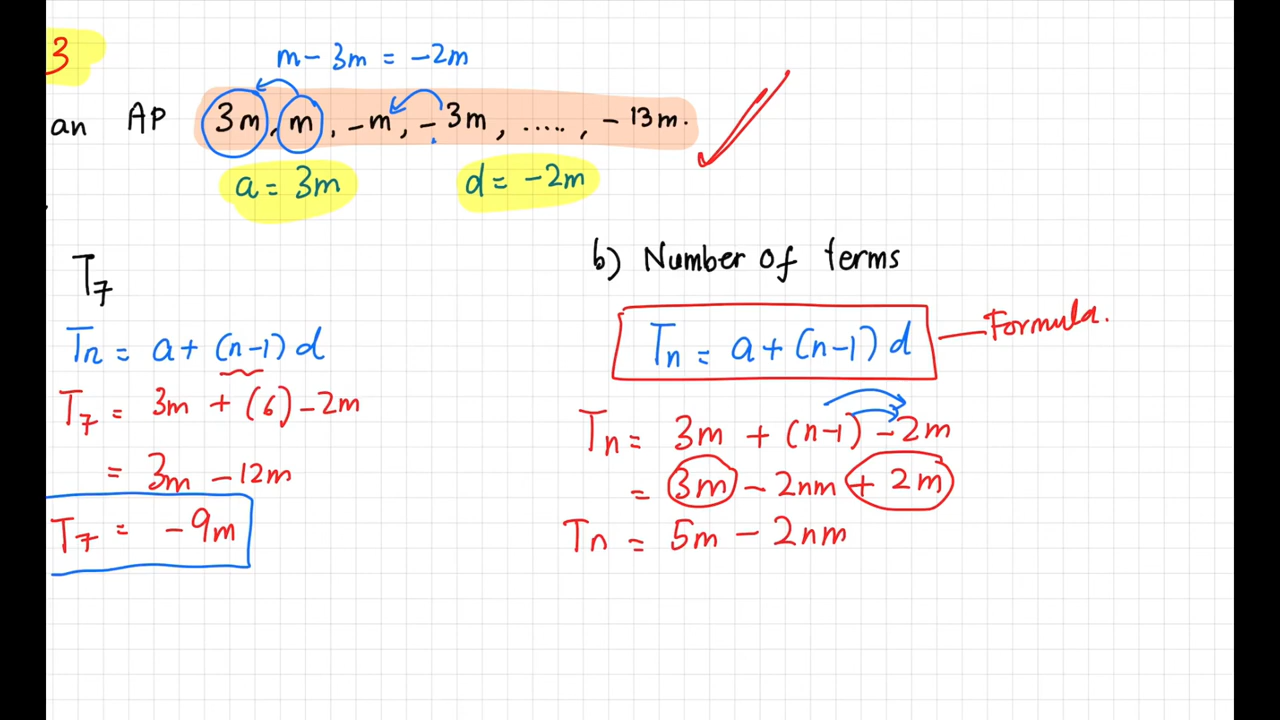 3
m - 3m = -2m
an AP 3m, m, -m, -3m, ....., -13m.
a = 3m
d = -2m
T7
Tn = a + (n-1) d
T7 = 3m + (6) -2m
= 3m - 12m
T7 = -9m
b) Number of terms
Tn = a + (n-1) d
Formula.
Tn = 3m + (n-1) -2m
= 3m - 2nm + 2m
Tn = 5m - 2nm